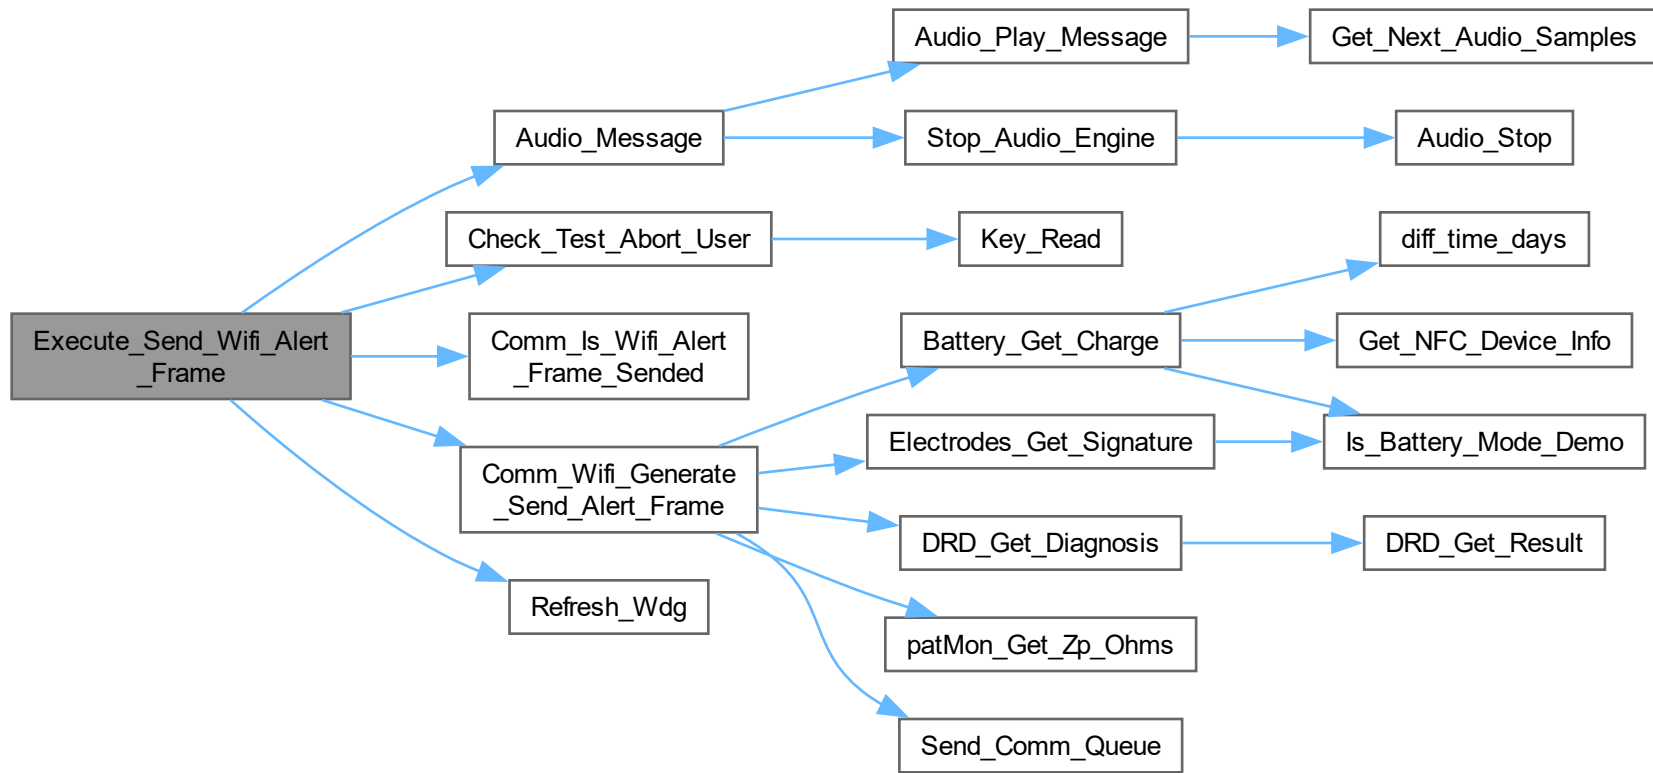 Audio_Play_Message
Get_Next_Audio_Samples
Audio_Message
Stop_Audio_Engine
Audio_Stop
Check_Test_Abort_User
Key_Read
diff_time_days
Execute_Send_Wifi_Alert
_Frame
Comm_Is_Wifi_Alert
_Frame_Sended
Battery_Get_Charge
Get_NFC_Device_Info
Electrodes_Get_Signature
Is_Battery_Mode_Demo
Comm_Wifi_Generate
_Send_Alert_Frame
DRD_Get_Diagnosis
DRD_Get_Result
Refresh_Wdg
patMon_Get_Zp_Ohms
Send_Comm_Queue